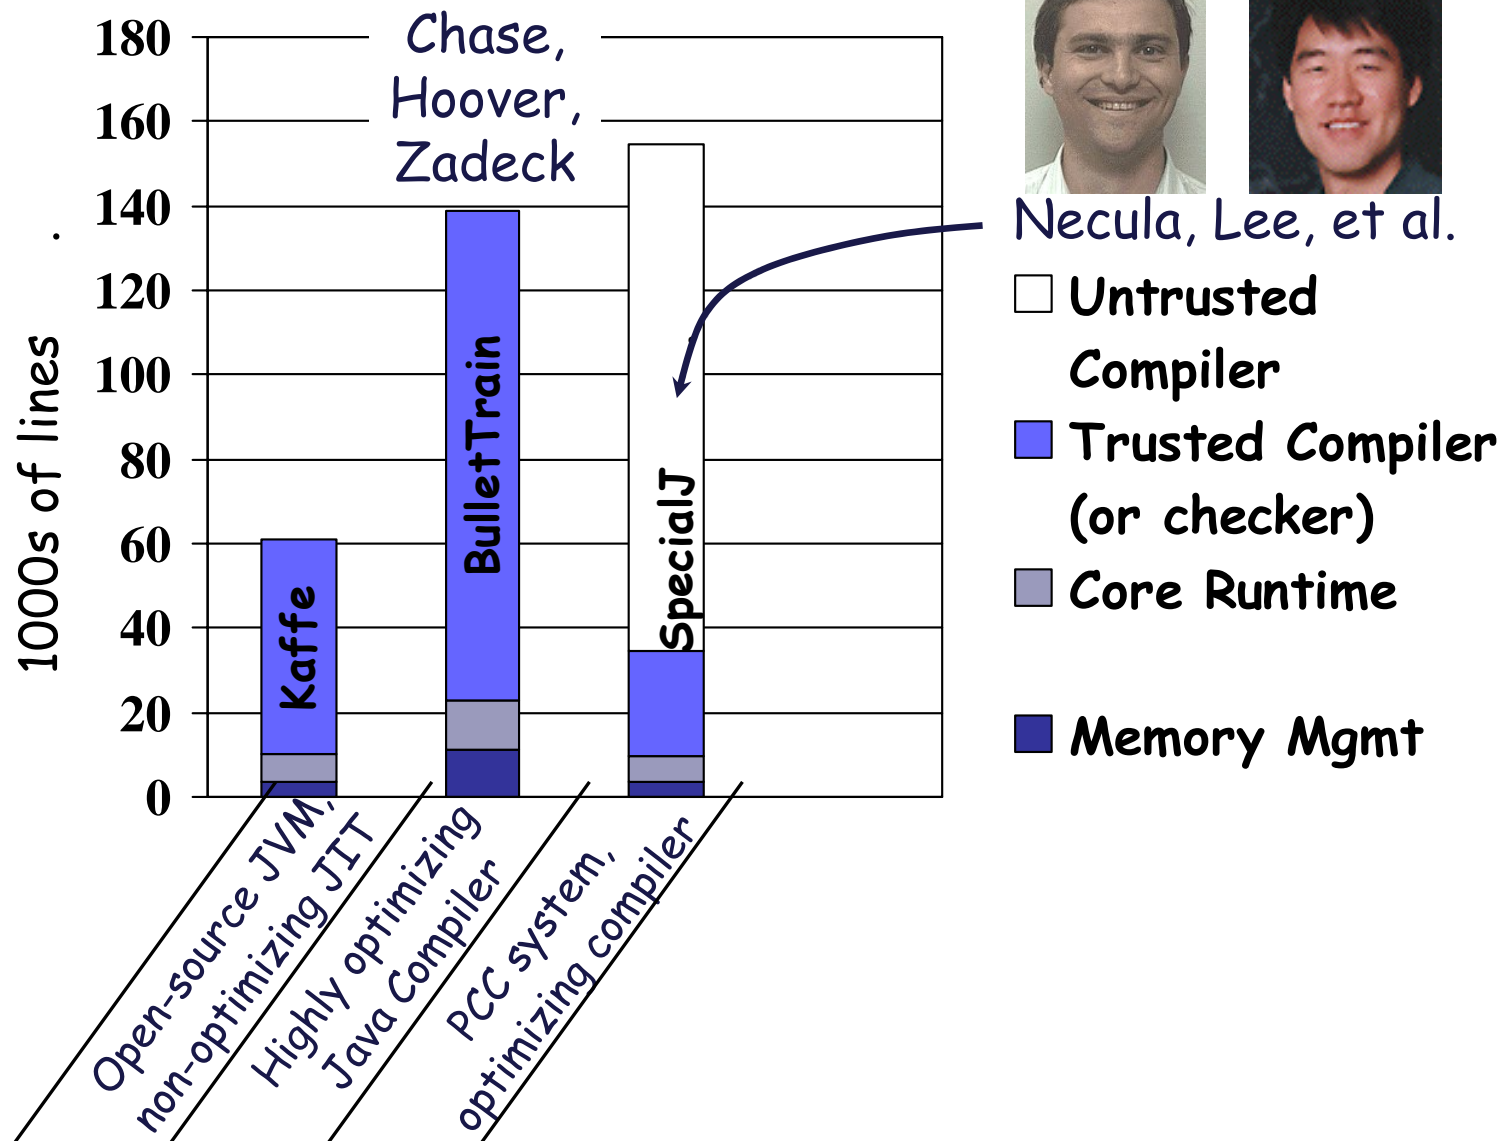 180
160
140
120
100
80
60
40
20
0
1000s of lines .
Chase,
Hoover,
Zadeck
Kaffe
BulletTrain
SpecialJ
Open-source JVM,
non-optimizing JIT
Highly optimizing
Java Compiler
PCC system,
optimizing compiler
Necula, Lee, et al.
Untrusted
Compiler
Trusted Compiler
(or checker)
Core Runtime
Memory Mgmt